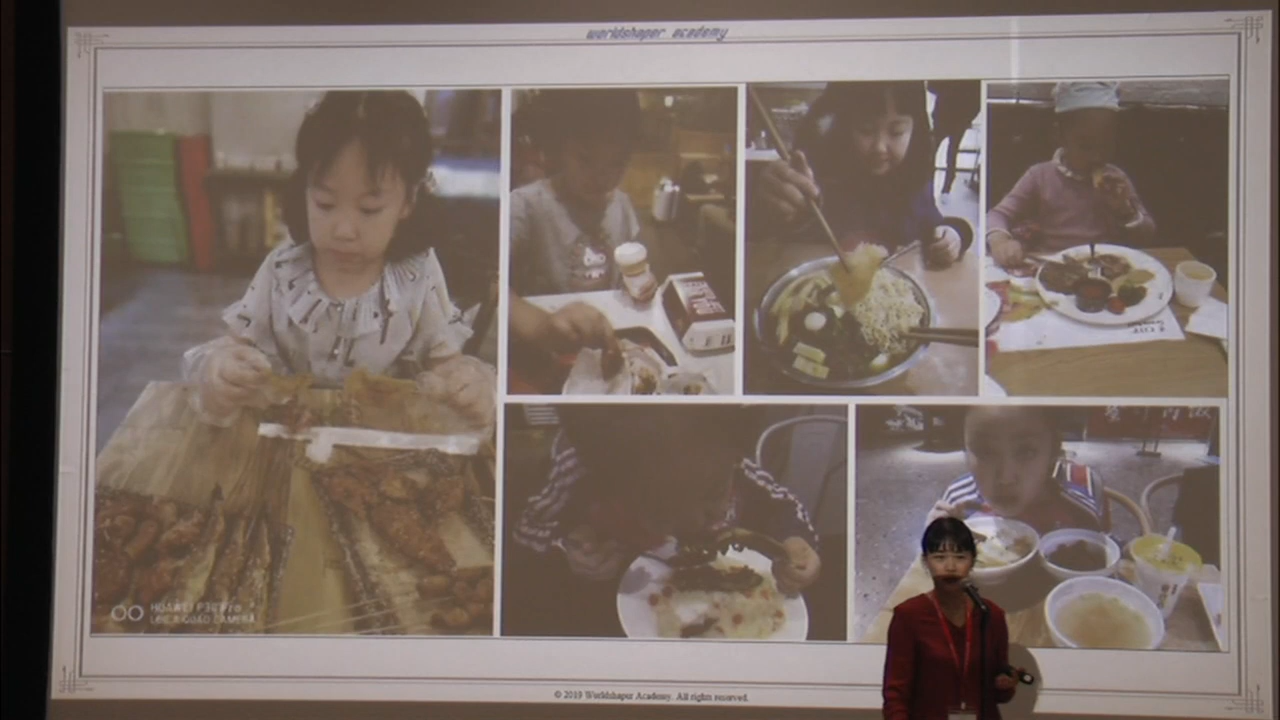 worldshaper academy
HUAWEI P30 Pro
LEICA QUAD CAMERA
© 2019 Worldshaper Academy. All rights reserved.